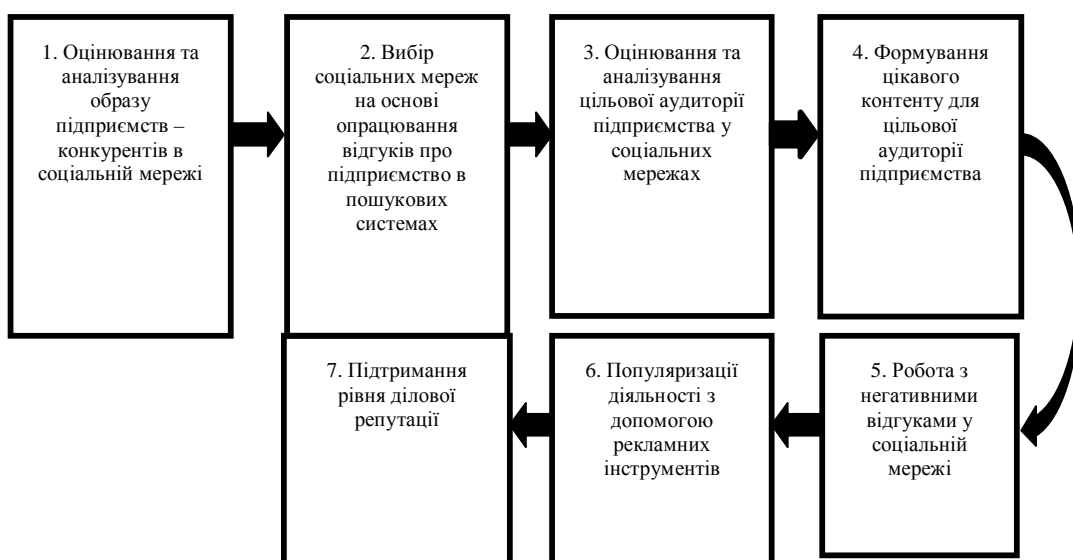 1. Оцінювання та
аналізування
образу
підприємств –
конкурентів в
соціальній мережі
2. Вибір
соціальних мереж
на основі
опрацювання
відгуків про
підприємство в
пошукових
системах
3. Оцінювання та
аналізування
цільової аудиторії
підприємства у
соціальних
мережах
4. Формування
цікавого
контенту для
цільової
аудиторії
підприємства
5. Робота з
негативними
відгуками у
соціальній
мережі
6. Популяризації
діяльності з
допомогою
рекламних
інструментів
7. Підтримання
рівня ділової
репутації